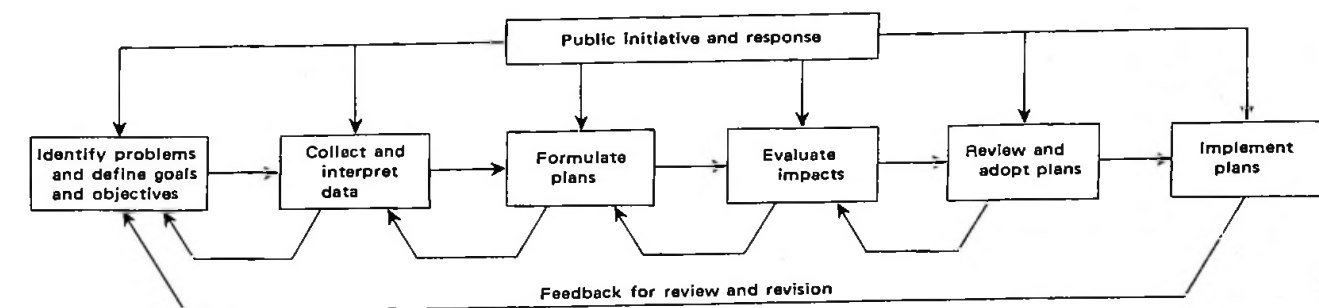 Public initiative and response
Identify problems
and define goals
and objectives
Collect and
interpret
data
Formulate
plans
Evaluate
impacts
Review and
adopt plans
Implement
plans
Feedback for review and revision